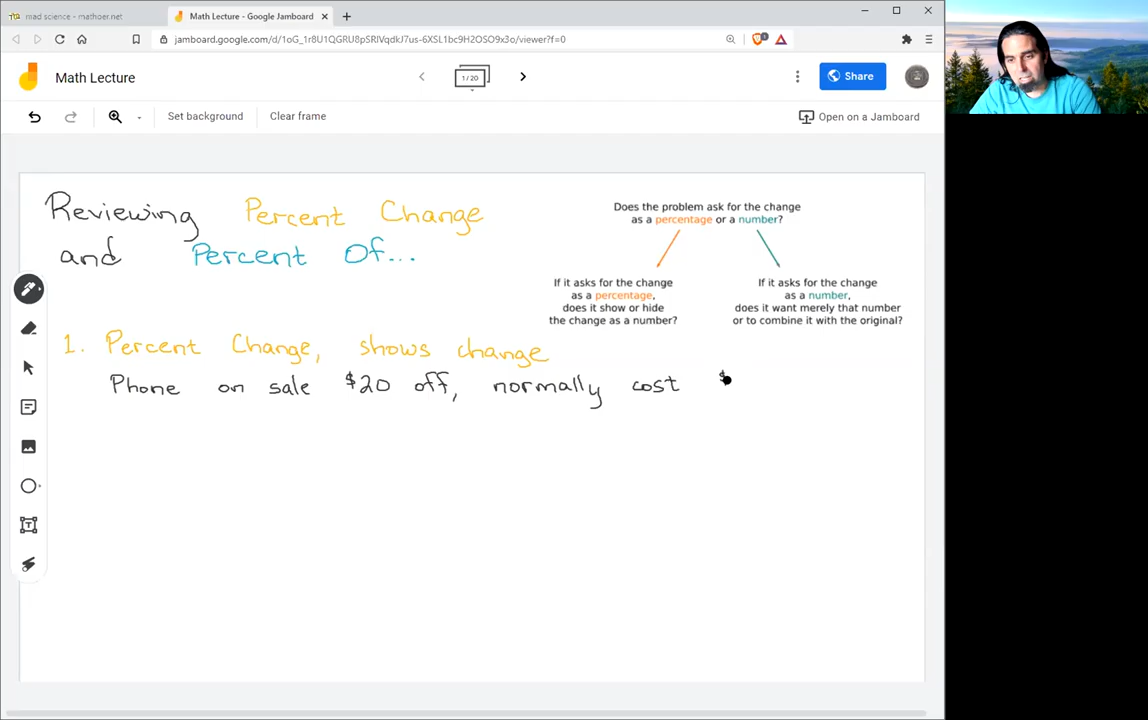 mad science - mathoer.net
Math Lecture - Google Jamboard
jamboard.google.com/d/1oG_1r8U1QGRU8pSRlVqdkJ7us-6XSL1bc9H2OSO9x3o/viewer?f=0
Math Lecture
1/20
Share
Set background
Clear frame
Open on a Jamboard
Reviewing Percent Change
and Percent Of...
Does the problem ask for the change
as a percentage or a number?
If it asks for the change
as a percentage,
does it show or hide
the change as a number?
If it asks for the change
as a number,
does it want merely that number
or to combine it with the original?
1. Percent Change, shows change
Phone on sale $20 off, normally cost $